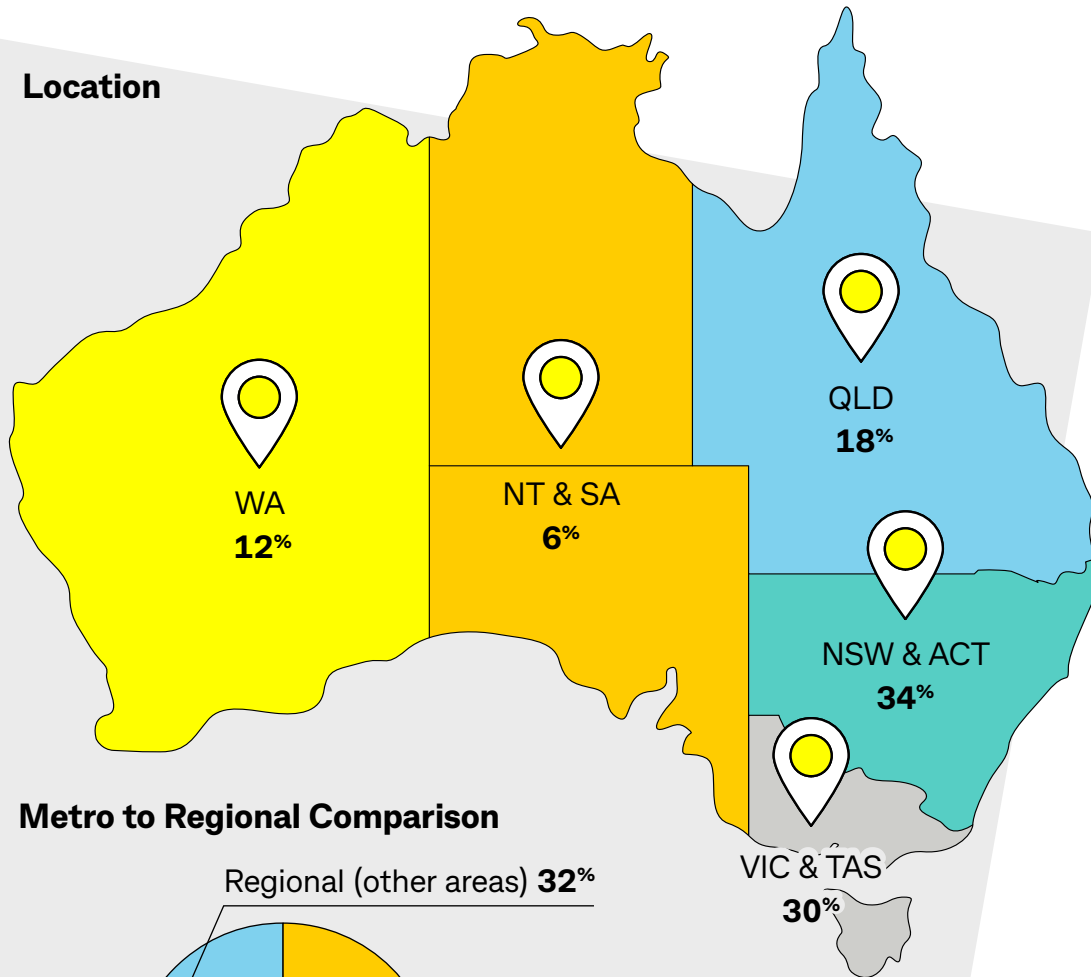 Location
QLD
18%
WA
12%
NT & SA
6%
NSW & ACT
34%
VIC & TAS
30%
Metro to Regional Comparison
Regional (other areas) 32%